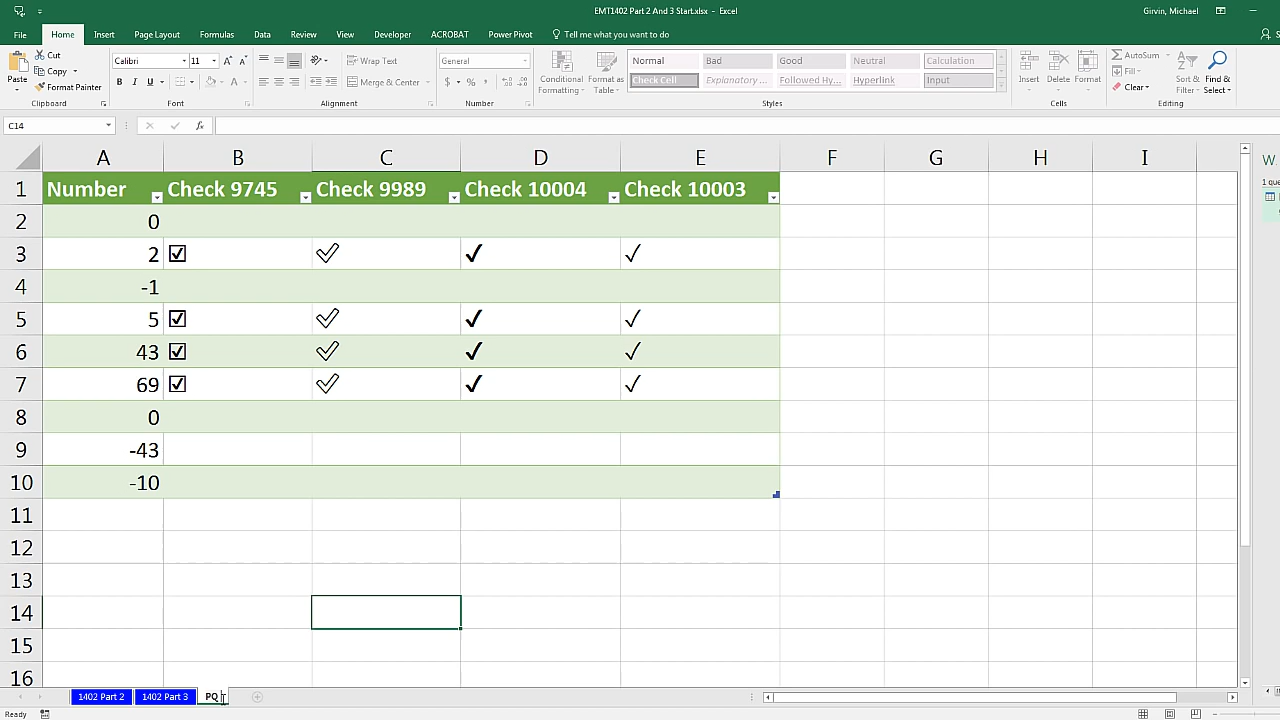 EMT1402 Part 2 And 3 Start.xlsx - Excel
Girvin, Michael
File Home Insert Page Layout Formulas Data Review View Developer ACROBAT Power Pivot Tell me what you want to do
Cut
Copy
Format Painter
Paste
Clipboard
Calibri 11
B I U
Font
Wrap
Merge & Center
Alignment
General
$ % ,
Number
Conditional Formatting
Format as Table
Normal Bad Good Neutral Calculation
Check Cell Explanatory ... Followed Hy... Hyperlink Input
Styles
Insert Delete Format
Cells
AutoSum
Fill
Clear
Sort & Filter
Find & Select
Editing
C14 fx
A B C D E F G H I
1 Number Check 9745 Check 9989 Check 10004 Check 10003
2 0
3 2 ☑ ✅ ✔ ✓
4 -1
5 5 ☑ ✅ ✔ ✓
6 43 ☑ ✅ ✔ ✓
7 69 ☑ ✅ ✔ ✓
8 0
9 -43
10 -10
11
12
13
14
15
16
1402 Part 2 1402 Part 3 PQ
Ready